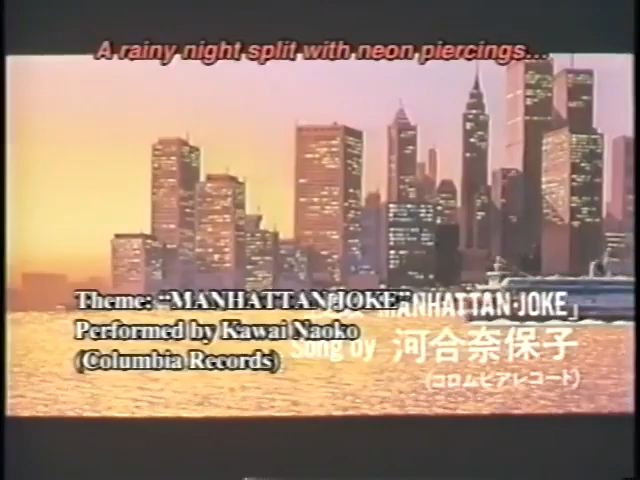 A rainy night split with neon piercings...
Theme: "MANHATTAN JOKE"
Performed by Kawai Naoko
(Columbia Records)
MANHATTAN・JOKE」
Song by 河合奈保子
(コロムビアレコード)